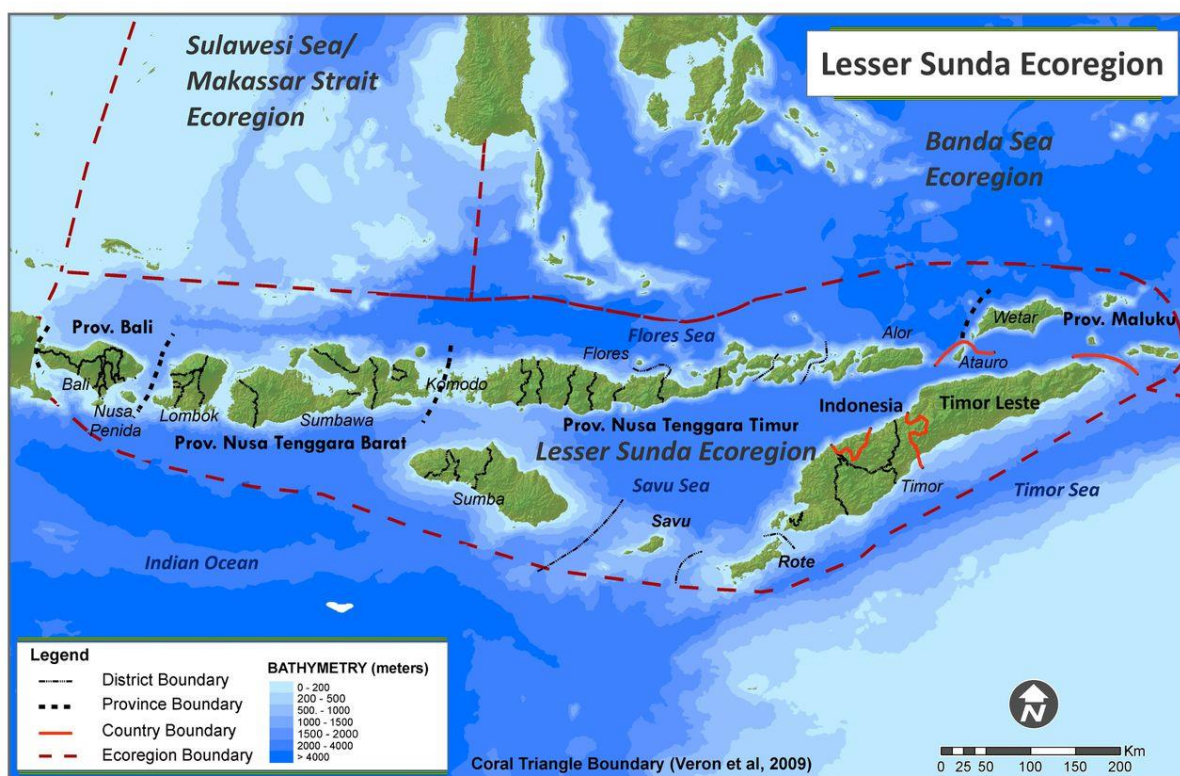 Lesser Sunda Ecoregion
Sulawesi Sea/
Makassar Strait
Ecoregion
Banda Sea
Ecoregion
Prov. Bali
Bali
Nusa
Penida
Lombok
Sumbawa
Prov. Nusa Tenggara Barat
Komodo
Flores
Flores Sea
Alor
Wetar
Prov. Maluku
Atauro
Prov. Nusa Tenggara Timur
Indonesia
Timor Leste
Lesser Sunda Ecoregion
Sumba
Savu Sea
Savu
Timor
Timor Sea
Rote
Indian Ocean
Legend
District Boundary
Province Boundary
Country Boundary
Ecoregion Boundary
BATHYMETRY (meters)
0 - 200
200 - 500
500. - 1000
1000 - 1500
1500 - 2000
2000 - 4000
> 4000
Coral Triangle Boundary (Veron et al, 2009)
N
Km
0 25 50 100 150 200